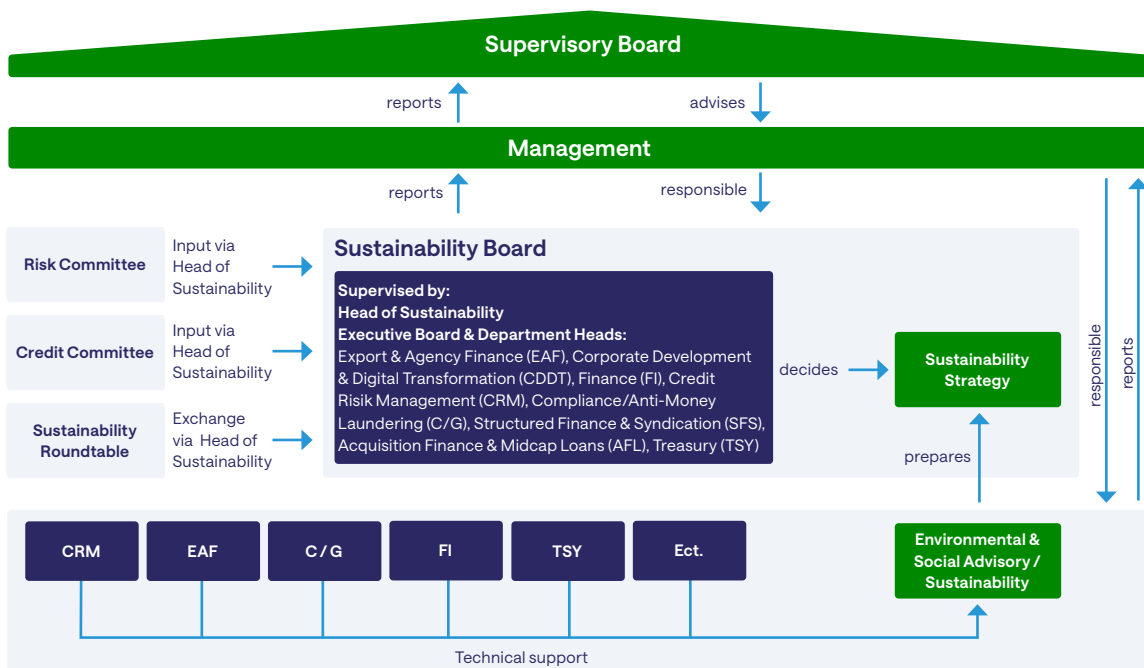 Supervisory Board
reports
advises
Management
reports
responsible
Risk Committee
Input via
Head of
Sustainability
Credit Committee
Input via
Head of
Sustainability
Sustainability
Roundtable
Exchange
via Head of
Sustainability
Sustainability Board
Supervised by:
Head of Sustainability
Executive Board & Department Heads:
Export & Agency Finance (EAF), Corporate Development
& Digital Transformation (CDDT), Finance (FI), Credit
Risk Management (CRM), Compliance/Anti-Money
Laundering (C/G), Structured Finance & Syndication (SFS),
Acquisition Finance & Midcap Loans (AFL), Treasury (TSY)
decides
Sustainability
Strategy
prepares
responsible
reports
CRM
EAF
C / G
FI
TSY
Ect.
Environmental &
Social Advisory /
Sustainability
Technical support